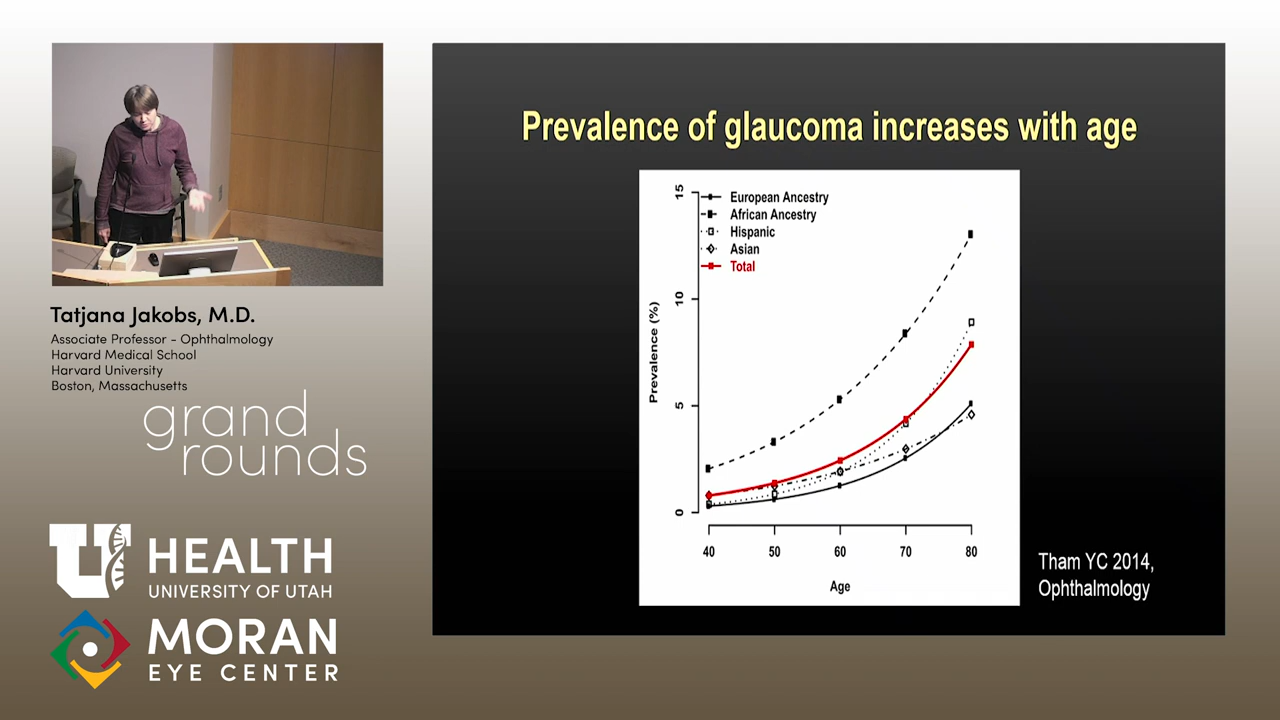 Prevalence of glaucoma increases with age
15
10
5
0
Prevalence (%)
European Ancestry
African Ancestry
Hispanic
Asian
Total
40 50 60 70 80
Age
Tham YC 2014,
Ophthalmology
Tatjana Jakobs, M.D.
Associate Professor - Ophthalmology
Harvard Medical School
Harvard University
Boston, Massachusetts
grand
rounds
U HEALTH
UNIVERSITY OF UTAH
MORAN
EYE CENTER